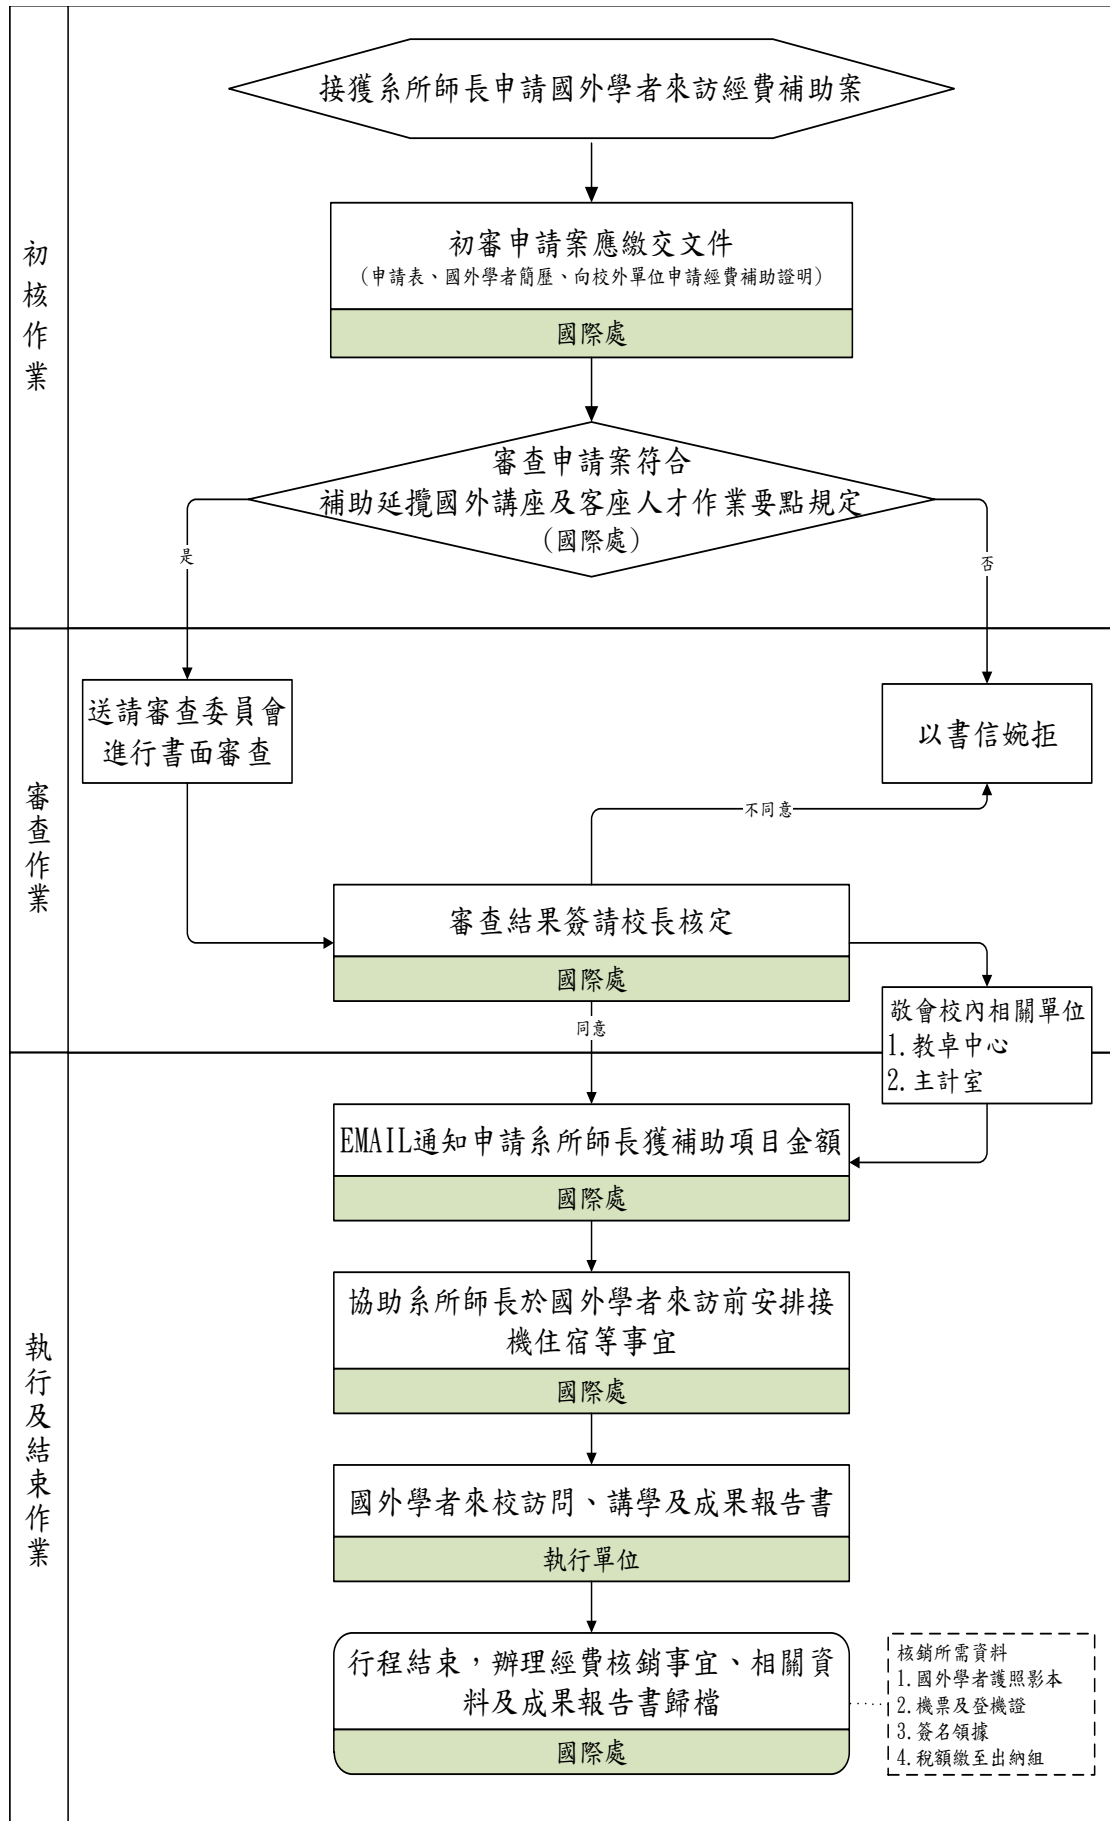 初核作業
接獲系所師長申請國外學者來訪經費補助案
初審申請案應繳交文件
(申請表、國外學者簡歷、向校外單位申請經費補助證明)
國際處
審查申請案符合
補助延攬國外講座及客座人才作業要點規定
(國際處)
是
否
審查作業
送請審查委員會
進行書面審查
以書信婉拒
不同意
審查結果簽請校長核定
國際處
同意
敬會校內相關單位
1.教卓中心
2.主計室
執行及結束作業
EMAIL通知申請系所師長獲補助項目金額
國際處
協助系所師長於國外學者來訪前安排接
機住宿等事宜
國際處
國外學者來校訪問、講學及成果報告書
執行單位
行程結束，辦理經費核銷事宜、相關資
料及成果報告書歸檔
國際處
核銷所需資料
1.國外學者護照影本
2.機票及登機證
3.簽名領據
4.稅額繳至出納組